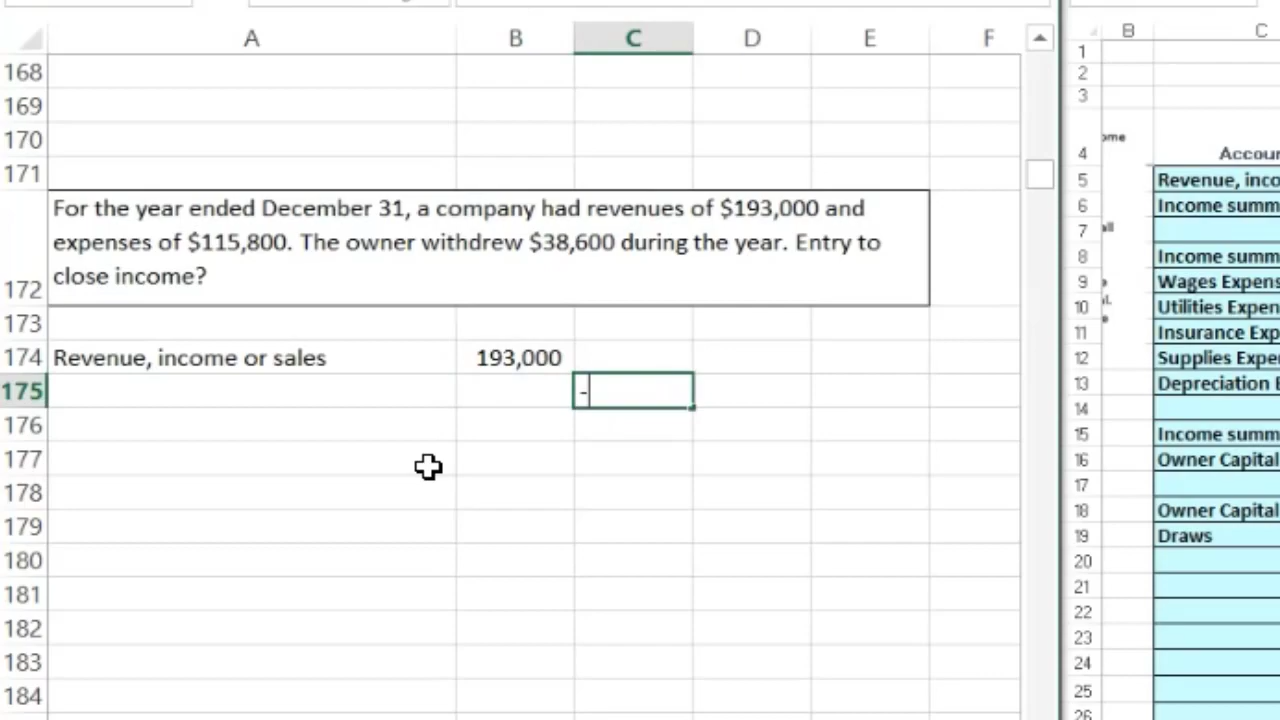 A B C D E F
168
169
170
171
For the year ended December 31, a company had revenues of $193,000 and
expenses of $115,800. The owner withdrew $38,600 during the year. Entry to
close income?
172
173
174 Revenue, income or sales 193,000
175 -
176
177
178
179
180
181
182
183
184
B C
1
2
3
ome
4 Accoun
5 Revenue, inco
6 Income summ
7 all
8 Income summ
9 Wages Expens
10 Utilities Expen
11 Insurance Exp
12 Supplies Expe
13 Depreciation E
14
15 Income summ
16 Owner Capital
17
18 Owner Capital
19 Draws
20
21
22
23
24
25
26